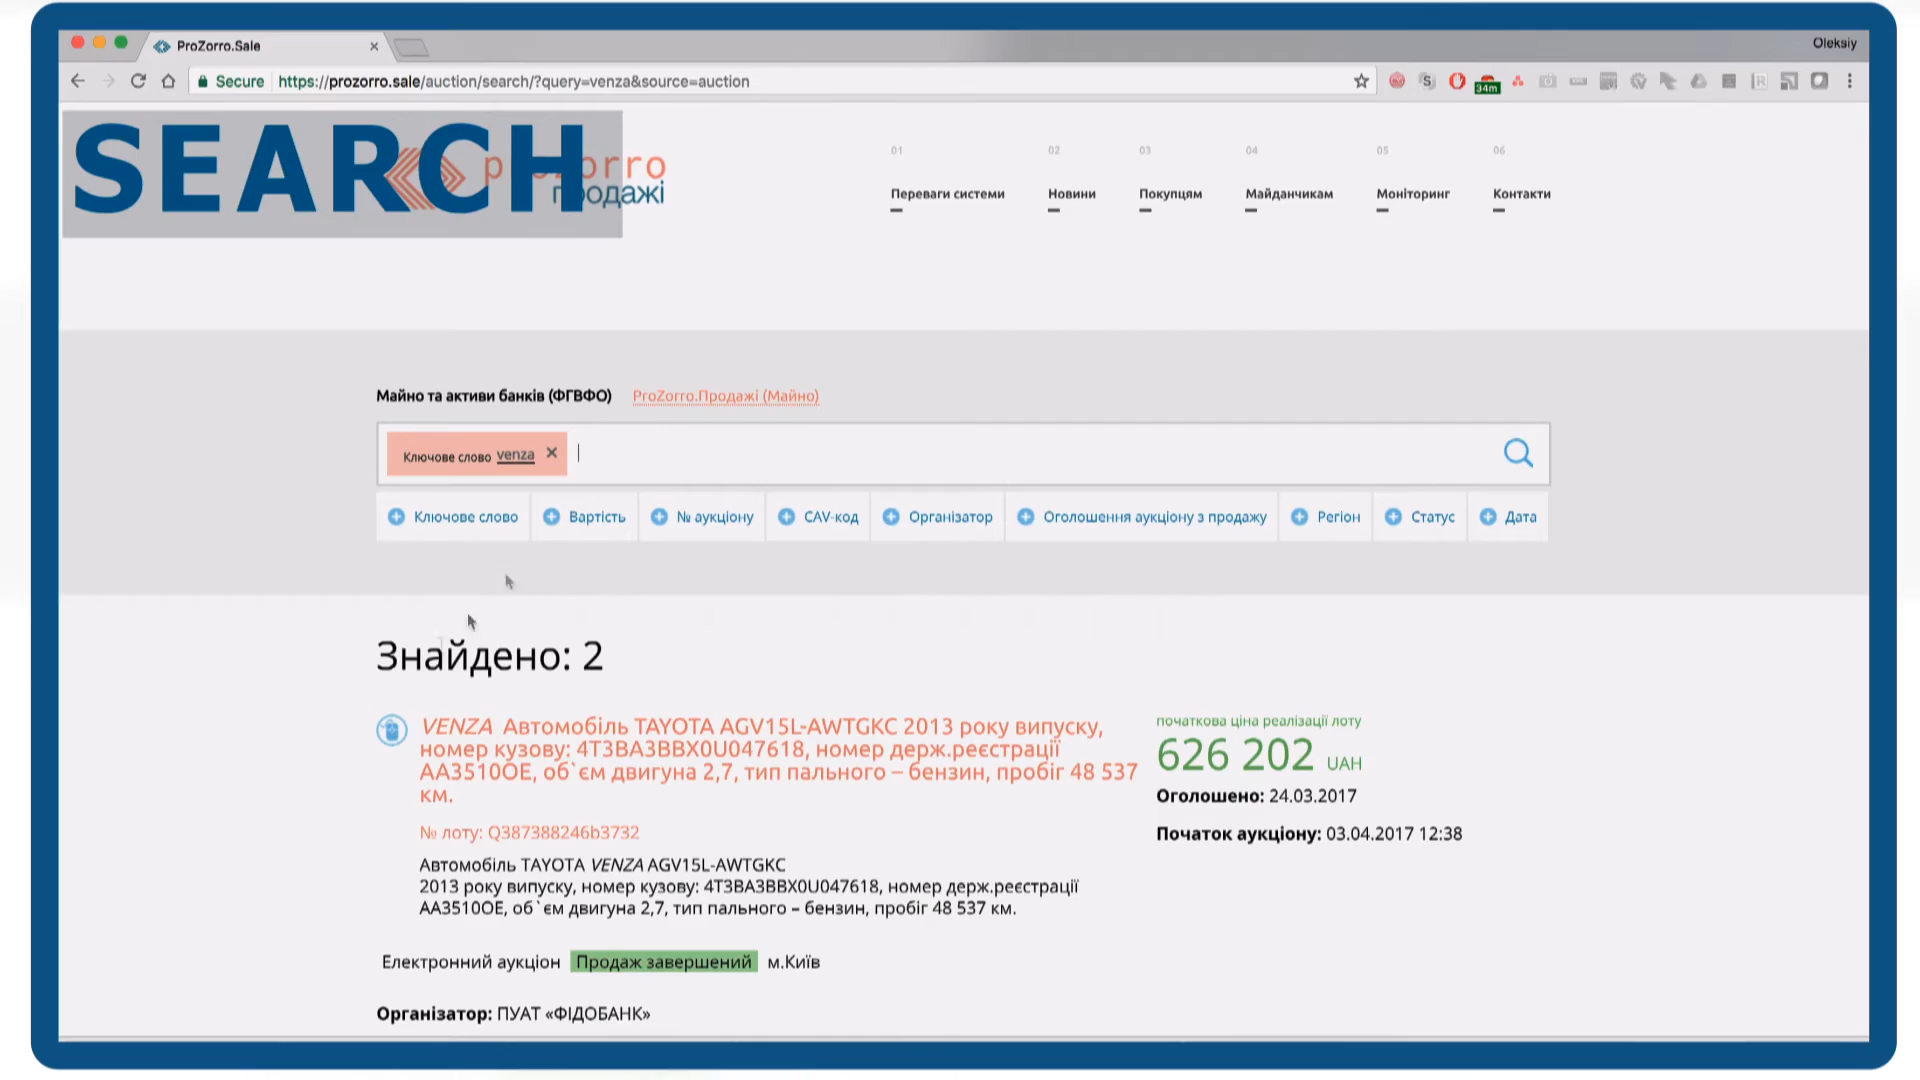 ProZorro.Sale
Oleksiy
Secure https://prozorro.sale/auction/search/?query=venza&source=auction
34m
SEARCH
prozorro
продажі
01 02 03 04 05 06
Переваги системи Новини Покупцям Майданчикам Моніторинг Контакти
Майно та активи банків (ФГВФО) ProZorro.Продажі (Майно)
Ключове слово venza
Ключове слово Вартість № аукціону CAV-код Організатор Оголошення аукціону з продажу Регіон Статус Дата
Знайдено: 2
VENZA Автомобіль TAYOTA AGV15L-AWTGKC 2013 року випуску,
номер кузову: 4T3BA3BBX0U047618, номер держ.реєстрації
АА3510ОЕ, об`єм двигуна 2,7, тип пального – бензин, пробіг 48 537
км.
початкова ціна реалізації лоту
626 202 UAH
Оголошено: 24.03.2017
Початок аукціону: 03.04.2017 12:38
№ лоту: Q387388246b3732
Автомобіль TAYOTA VENZA AGV15L-AWTGKC
2013 року випуску, номер кузову: 4T3BA3BBX0U047618, номер держ.реєстрації
АА3510ОЕ, об`єм двигуна 2,7, тип пального – бензин, пробіг 48 537 км.
Електронний аукціон Продаж завершений м.Київ
Організатор: ПУАТ «ФІДОБАНК»